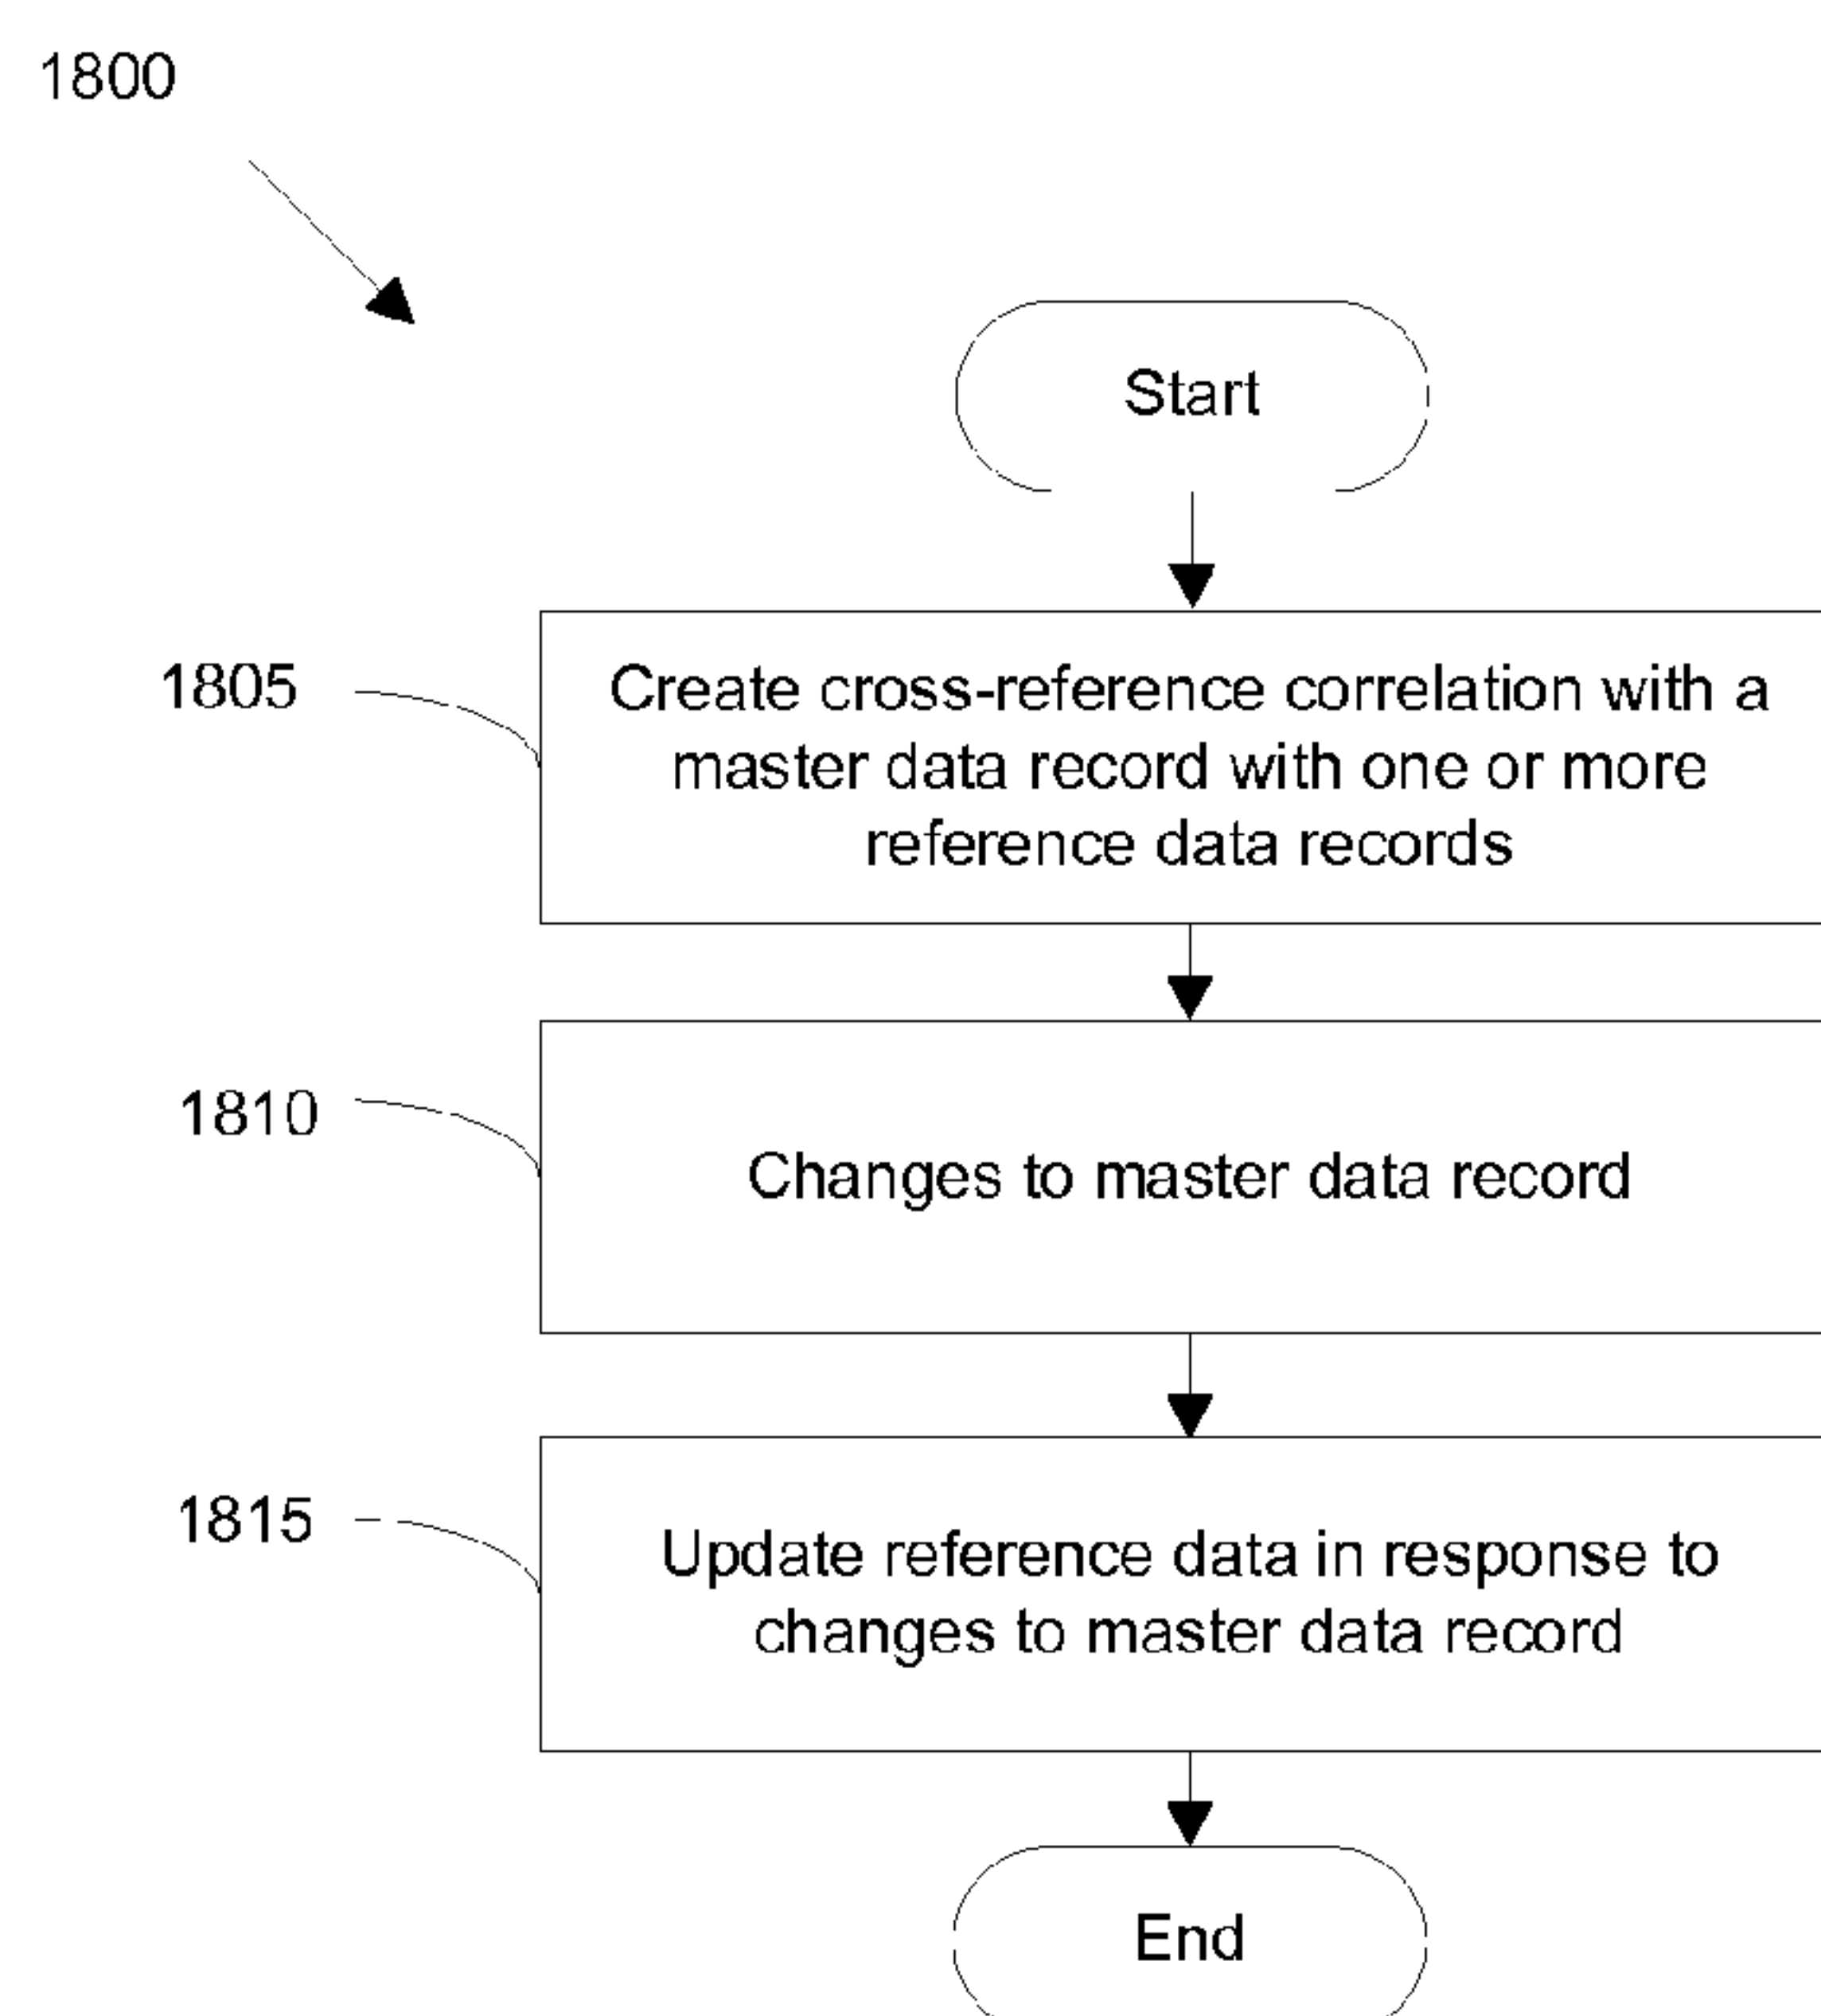 1800
Start
1805
Create cross-reference correlation with a
master data record with one or more
reference data records
1810
Changes to master data record
1815
Update reference data in response to
changes to master data record
End